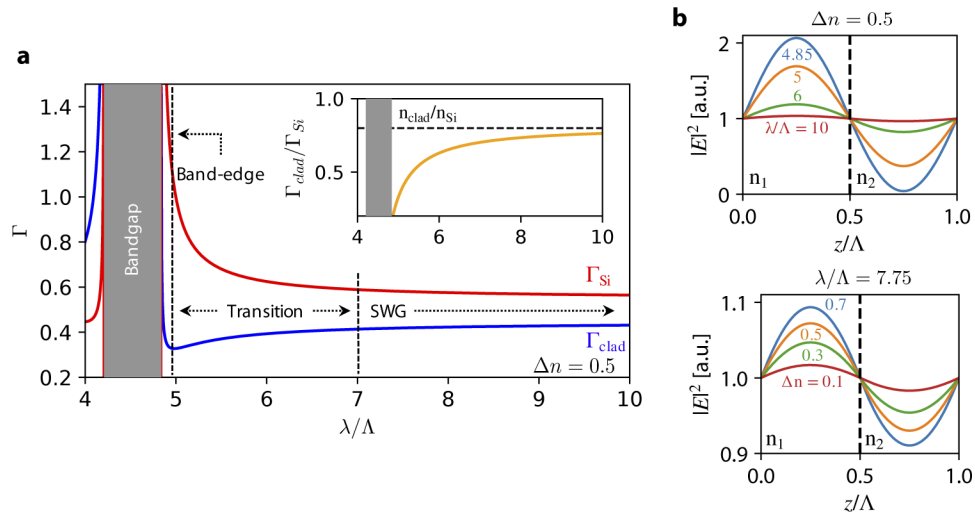 a
Γ
1.4
1.2
1.0
0.8
0.6
0.4
0.2
4
5
6
7
8
9
10
λ/Λ
Bandgap
Band-edge
Transition
SWG
Γ_Si
Γ_clad
Δn = 0.5
Γ_clad/Γ_Si
1.0
0.5
n_clad/n_Si
4
6
8
10
b
Δn = 0.5
|E|² [a.u.]
2
1
0
4.85
5
6
λ/Λ = 10
n₁
n₂
0.0
0.5
1.0
z/Λ
λ/Λ = 7.75
|E|² [a.u.]
1.1
1.0
0.9
0.7
0.5
0.3
Δn = 0.1
n₁
n₂
0.0
0.5
1.0
z/Λ